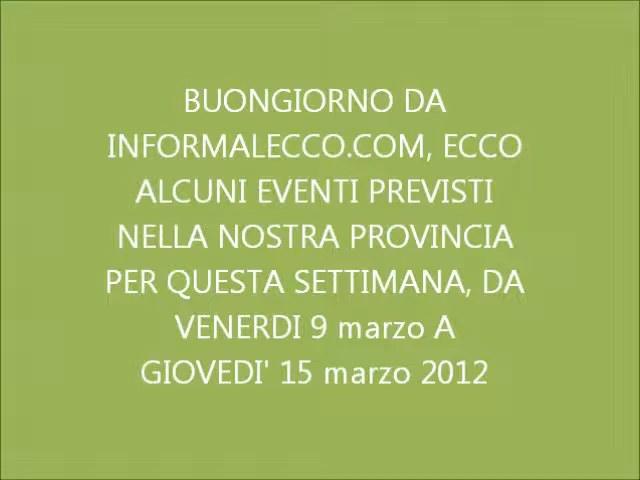 BUONGIORNO DA
INFORMALECCO.COM, ECCO
ALCUNI EVENTI PREVISTI
NELLA NOSTRA PROVINCIA
PER QUESTA SETTIMANA, DA
VENERDI 9 marzo A
GIOVEDI' 15 marzo 2012